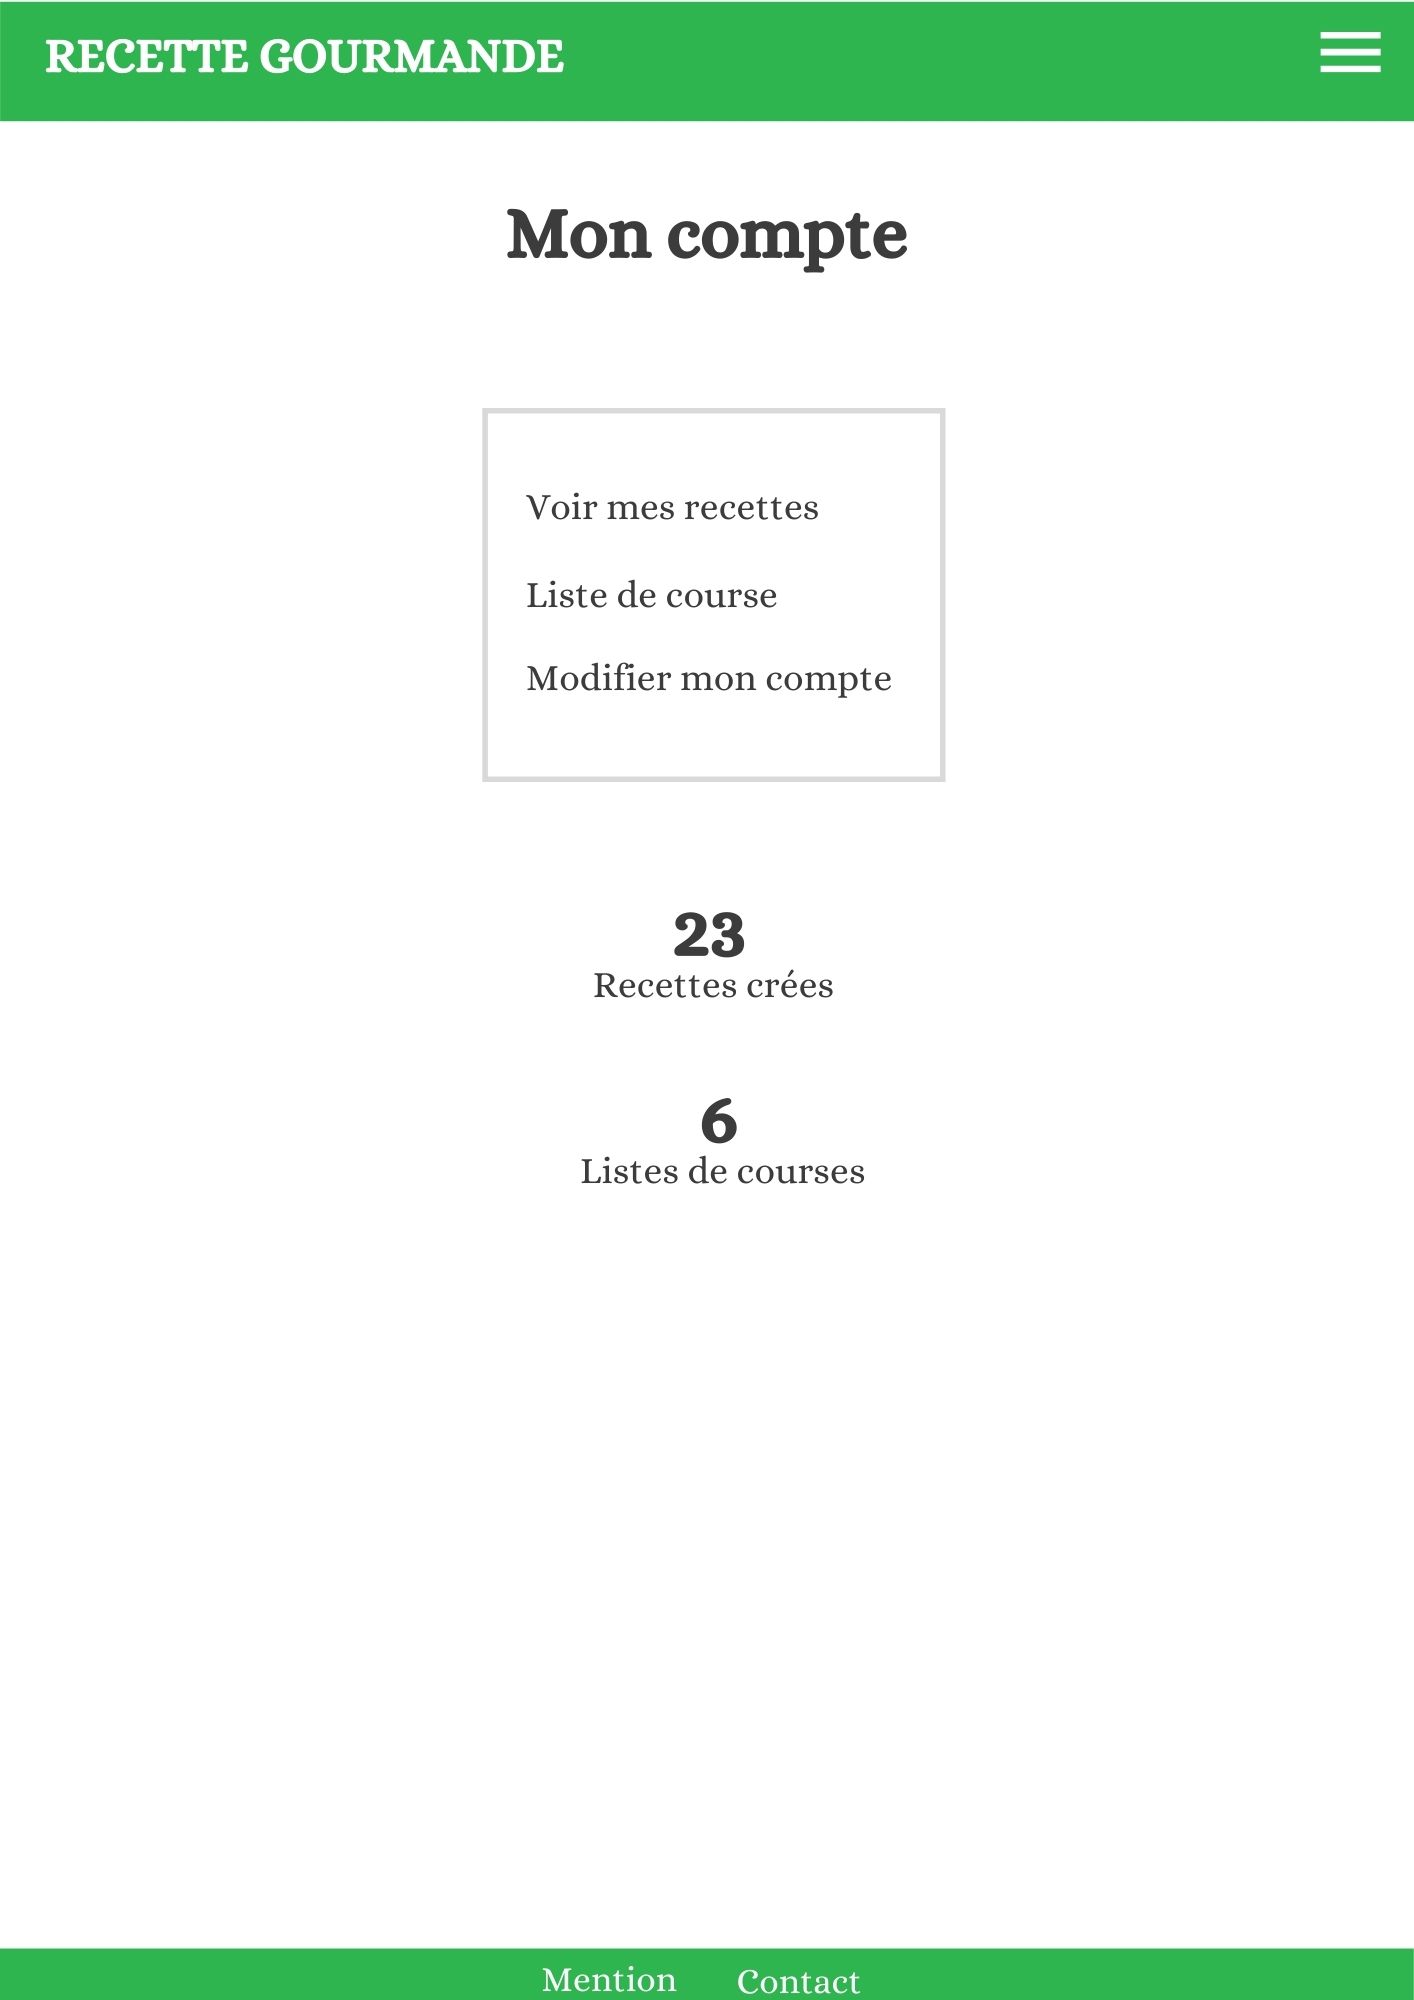 RECETTE GOURMANDE
Mon compte
Voir mes recettes
Liste de course
Modifier mon compte
23
Recettes crées
6
Listes de courses
Mention Contact